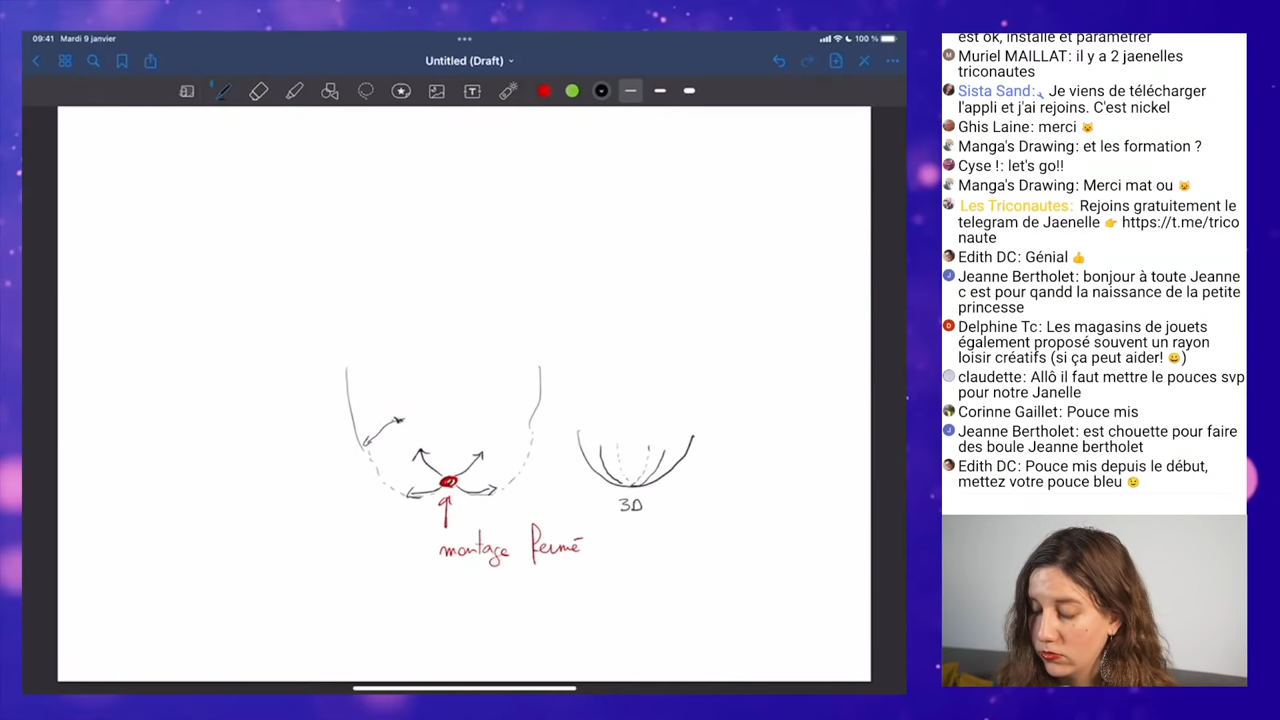 09:41 Mardi 9 janvier
100 %
Untitled (Draft)
3D
montage fermé
est ok, installe et parametrer
Muriel MAILLAT: il y a 2 jaenelles
triconautes
Sista Sand: Je viens de télécharger
l'appli et j'ai rejoins. C'est nickel
Ghis Laine: merci 😺
Manga's Drawing: et les formation ?
Cyse !: let's go!!
Manga's Drawing: Merci mat ou 😺
Les Triconautes: Rejoins gratuitement le
telegram de Jaenelle 👉 https://t.me/trico
naute
Edith DC: Génial 👍
Jeanne Bertholet: bonjour à toute Jeanne
c est pour qandd la naissance de la petite
princesse
Delphine Tc: Les magasins de jouets
également proposé souvent un rayon
loisir créatifs (si ça peut aider! 😀)
claudette: Allô il faut mettre le pouces svp
pour notre Janelle
Corinne Gaillet: Pouce mis
Jeanne Bertholet: est chouette pour faire
des boule Jeanne bertholet
Edith DC: Pouce mis depuis le début,
mettez votre pouce bleu 😉